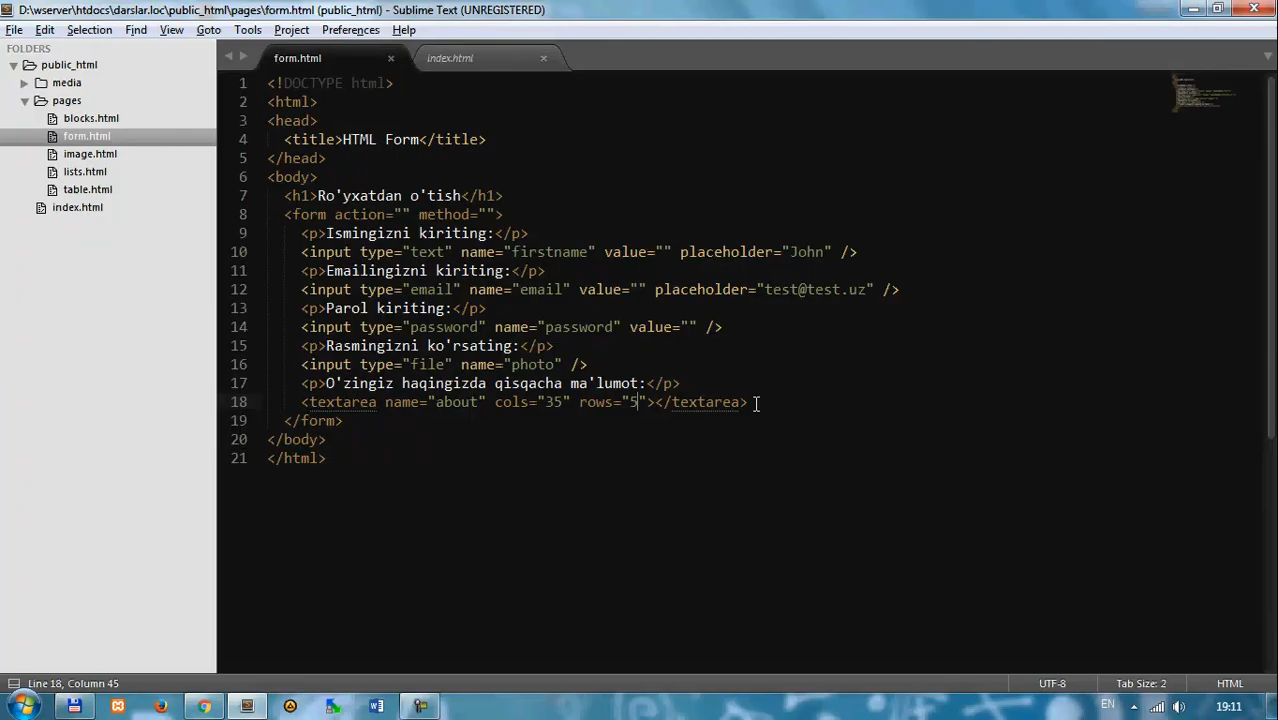 D:\wserver\htdocs\darslar.loc\public_html\pages\form.html (public_html) - Sublime Text (UNREGISTERED)
File Edit Selection Find View Goto Tools Project Preferences Help
FOLDERS
public_html
media
pages
blocks.html
form.html
image.html
lists.html
table.html
index.html
form.html × index.html ×
1 <!DOCTYPE html>
2 <html>
3 <head>
4 <title>HTML Form</title>
5 </head>
6 <body>
7 <h1>Ro'yxatdan o'tish</h1>
8 <form action="" method="">
9 <p>Ismingizni kiriting:</p>
10 <input type="text" name="firstname" value="" placeholder="John" />
11 <p>Emailingizni kiriting:</p>
12 <input type="email" name="email" value="" placeholder="test@test.uz" />
13 <p>Parol kiriting:</p>
14 <input type="password" name="password" value="" />
15 <p>Rasmingizni ko'rsating:</p>
16 <input type="file" name="photo" />
17 <p>O'zingiz haqingizda qisqacha ma'lumot:</p>
18 <textarea name="about" cols="35" rows="5"></textarea>
19 </form>
20 </body>
21 </html>
Line 18, Column 45 UTF-8 Tab Size: 2 HTML
EN 19:11